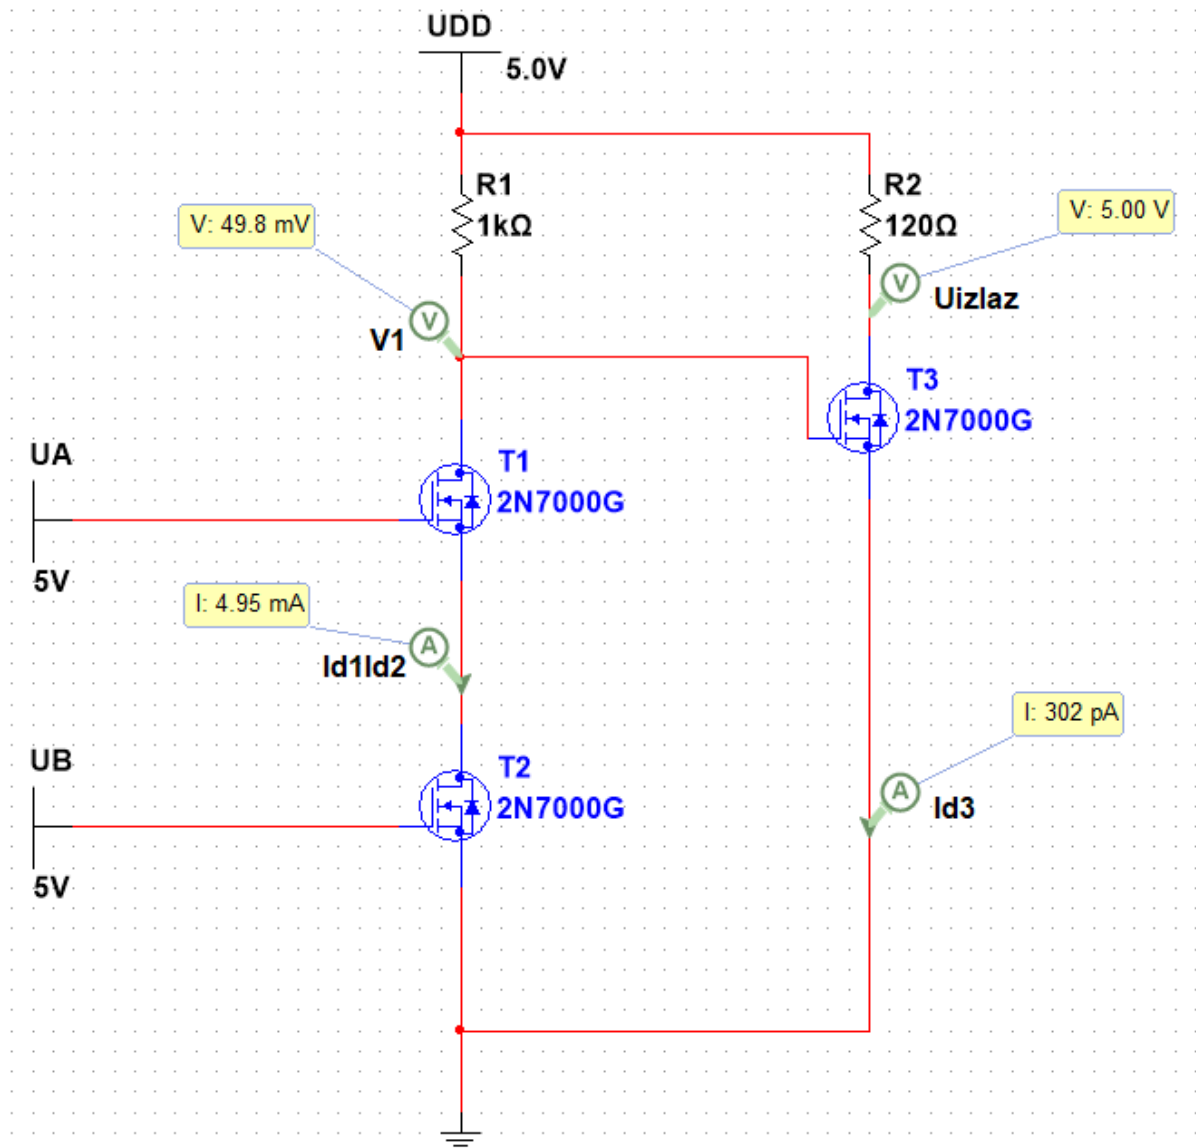 UDD
5.0V
R1
1kΩ
R2
120Ω
V: 49.8 mV
V: 5.00 V
V
Uizlaz
V
V1
T3
2N7000G
UA
T1
2N7000G
5V
I: 4.95 mA
A
Id1Id2
I: 302 pA
UB
T2
2N7000G
A
Id3
5V